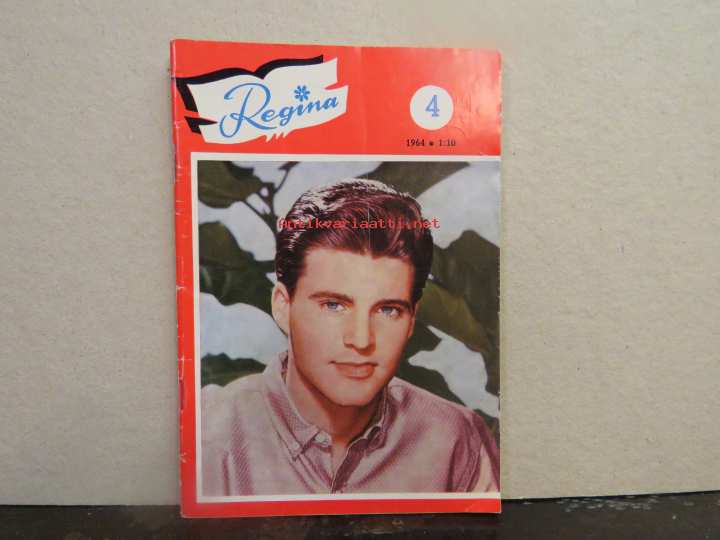 Regina
4
1964 • 1:10
antikvariaatti.net